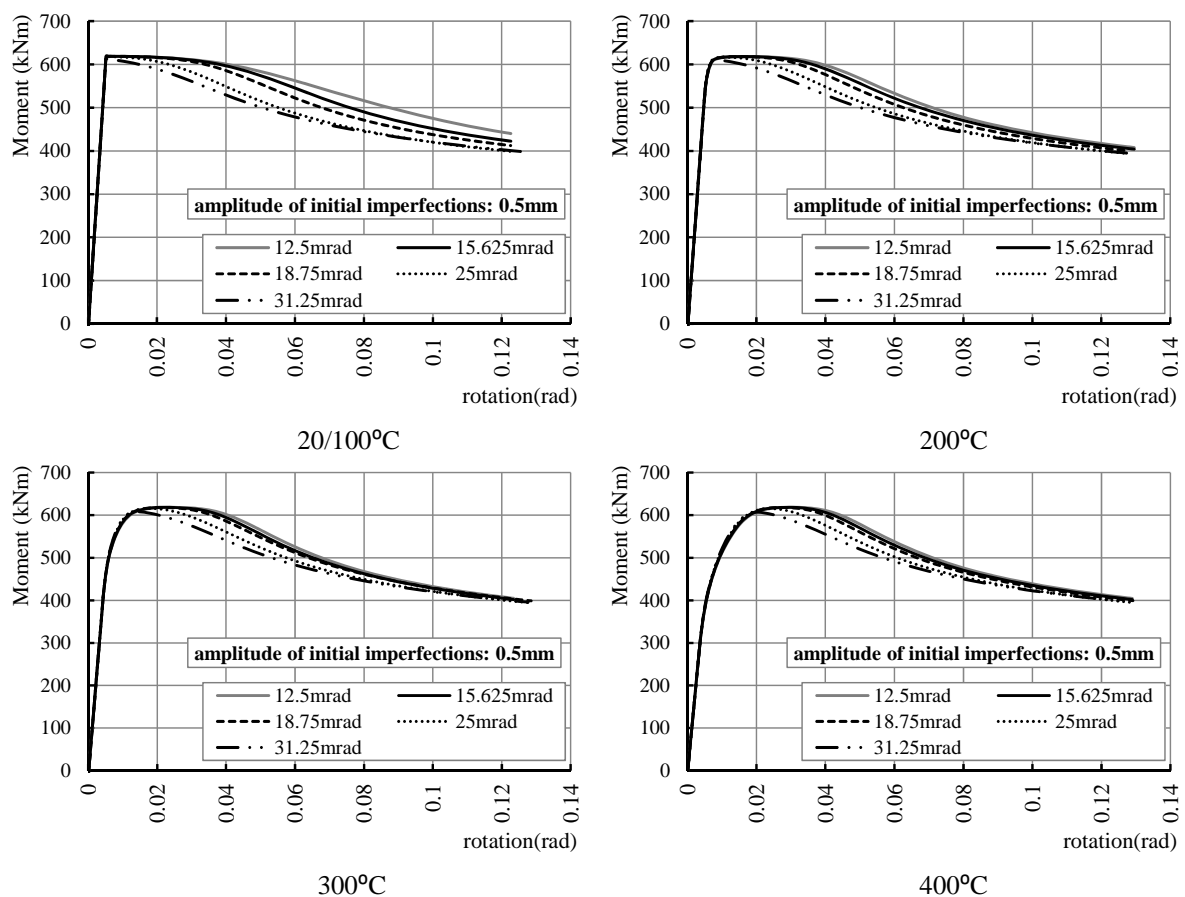 Moment (kNm)
700
600
500
400
300
200
100
0
amplitude of initial imperfections: 0.5mm
12.5mrad 15.625mrad
18.75mrad 25mrad
31.25mrad
0 0.02 0.04 0.06 0.08 0.1 0.12 0.14
rotation(rad)
20/100ºC
Moment (kNm)
700
600
500
400
300
200
100
0
amplitude of initial imperfections: 0.5mm
12.5mrad 15.625mrad
18.75mrad 25mrad
31.25mrad
0 0.02 0.04 0.06 0.08 0.1 0.12 0.14
rotation(rad)
200ºC
Moment (kNm)
700
600
500
400
300
200
100
0
amplitude of initial imperfections: 0.5mm
12.5mrad 15.625mrad
18.75mrad 25mrad
31.25mrad
0 0.02 0.04 0.06 0.08 0.1 0.12 0.14
rotation(rad)
300ºC
Moment (kNm)
700
600
500
400
300
200
100
0
amplitude of initial imperfections: 0.5mm
12.5mrad 15.625mrad
18.75mrad 25mrad
31.25mrad
0 0.02 0.04 0.06 0.08 0.1 0.12 0.14
rotation(rad)
400ºC